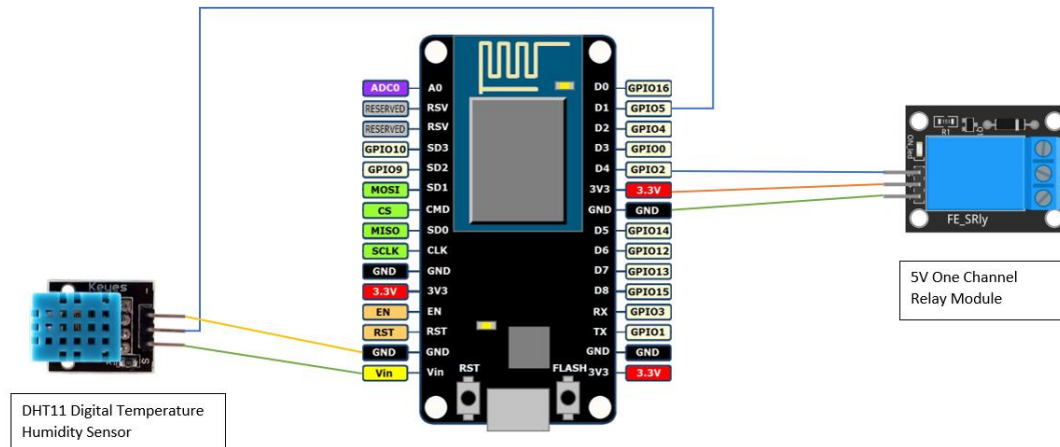 ADC0 A0 D0 GPIO16
RESERVED RSV D1 GPIO5
RESERVED RSV D2 GPIO4
GPIO10 SD3 D3 GPIO0
GPIO9 SD2 D4 GPIO2
MOSI SD1 3V3 3.3V
CS CMD GND GND
MISO SD0 D5 GPIO14
SCLK CLK D6 GPIO12
GND GND D7 GPIO13
3.3V 3V3 D8 GPIO15
EN EN RX GPIO3
RST RST TX GPIO1
GND GND GND GND
Vin Vin 3V3 3.3V
RST FLASH
Keyes
S
DHT11 Digital Temperature
Humidity Sensor
R1
ON led
FE_SRly
5V One Channel
Relay Module